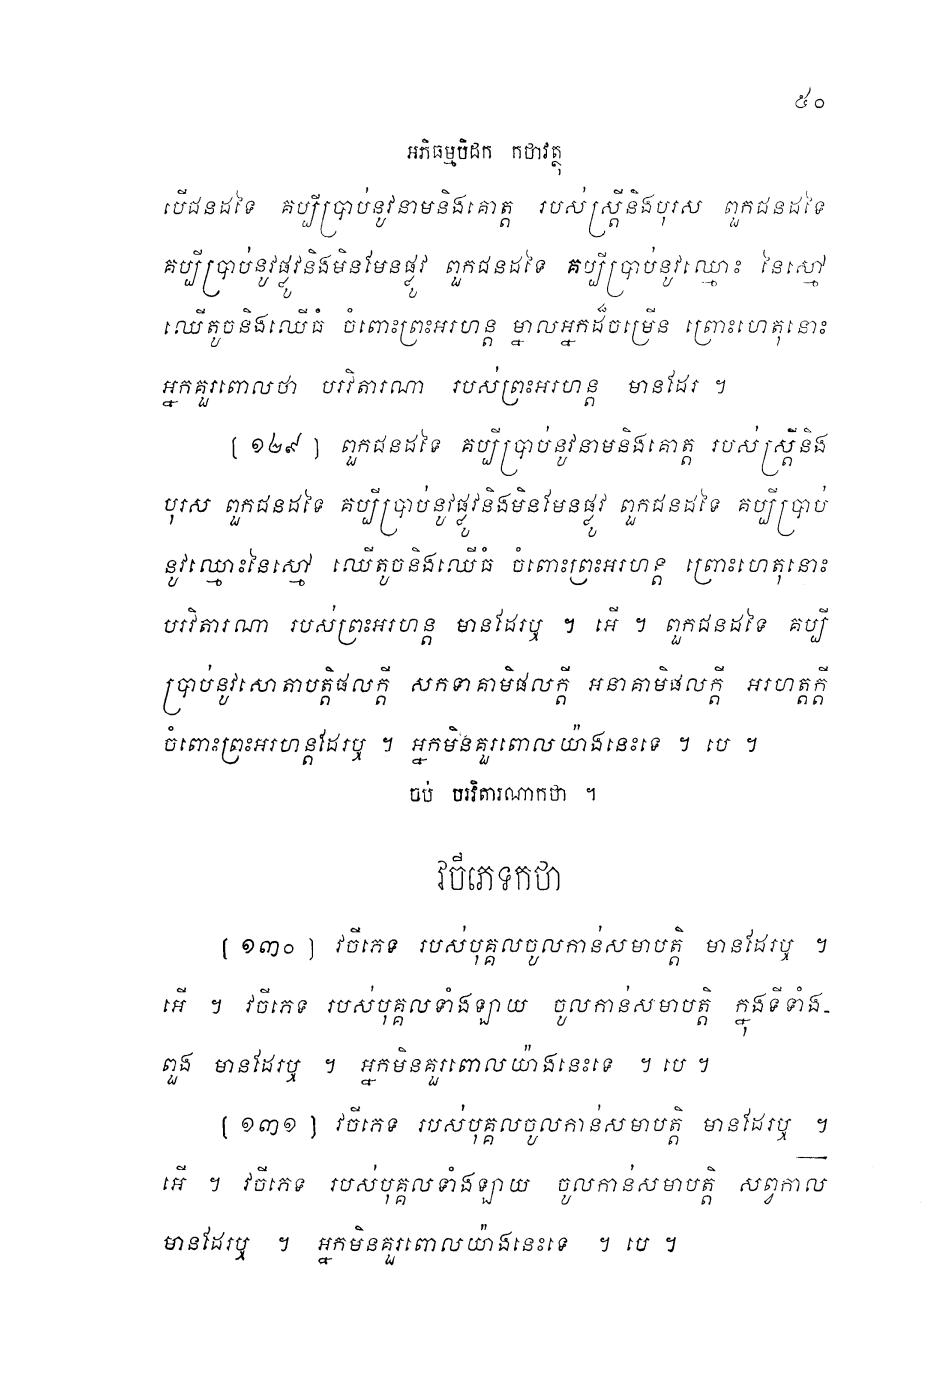 ៥០
អភិធម្មបិដក កថាវត្ថុ
បើជនដទៃ គប្បីប្រាប់នូវនាមនិងគោត្ត របស់ស្ត្រីនិងបុរស ពួកជនដទៃ
គប្បីប្រាប់នូវផ្លូវនិងមិនមែនផ្លូវ ពួកជនដទៃ គប្បីប្រាប់នូវឈ្មោះ នៃស្មៅ
ឈើតូចនិងឈើធំ ចំពោះព្រះអរហន្ត ម្នាលអ្នកដ៏ចម្រើន ព្រោះហេតុនោះ
អ្នកគួរពោលថា បរវិតារណា របស់ព្រះអរហន្ត មានដែរ ។
[ ១២៩ ] ពួកជនដទៃ គប្បីប្រាប់នូវនាមនិងគោត្ត របស់ស្ត្រីនិង
បុរស ពួកជនដទៃ គប្បីប្រាប់នូវផ្លូវនិងមិនមែនផ្លូវ ពួកជនដទៃ គប្បីប្រាប់
នូវឈ្មោះនៃស្មៅ ឈើតូចនិងឈើធំ ចំពោះព្រះអរហន្ត ព្រោះហេតុនោះ
បរវិតារណា របស់ព្រះអរហន្ត មានដែរឬ ។ អើ ។ ពួកជនដទៃ គប្បី
ប្រាប់នូវសោតាបត្តិផលក្តី សកទាគាមិផលក្តី អនាគាមិផលក្តី អរហត្តក្តី
ចំពោះព្រះអរហន្តដែរឬ ។ អ្នកមិនគួរពោលយ៉ាងនេះទេ ។ បេ ។
ចប់ បរវិតារណាកថា ។
វចីភេទកថា
[ ១៣០ ] វចីភេទ របស់បុគ្គលចូលកាន់សមាបត្តិ មានដែរឬ ។
អើ ។ វចីភេទ របស់បុគ្គលទាំងឡាយ ចូលកាន់សមាបត្តិ ក្នុងទីទាំង-
ពួង មានដែរឬ ។ អ្នកមិនគួរពោលយ៉ាងនេះទេ ។ បេ ។
[ ១៣១ ] វចីភេទ របស់បុគ្គលចូលកាន់សមាបត្តិ មានដែរឬ ។
អើ ។ វចីភេទ របស់បុគ្គលទាំងឡាយ ចូលកាន់សមាបត្តិ សព្វកាល
មានដែរឬ ។ អ្នកមិនគួរពោលយ៉ាងនេះទេ ។ បេ ។